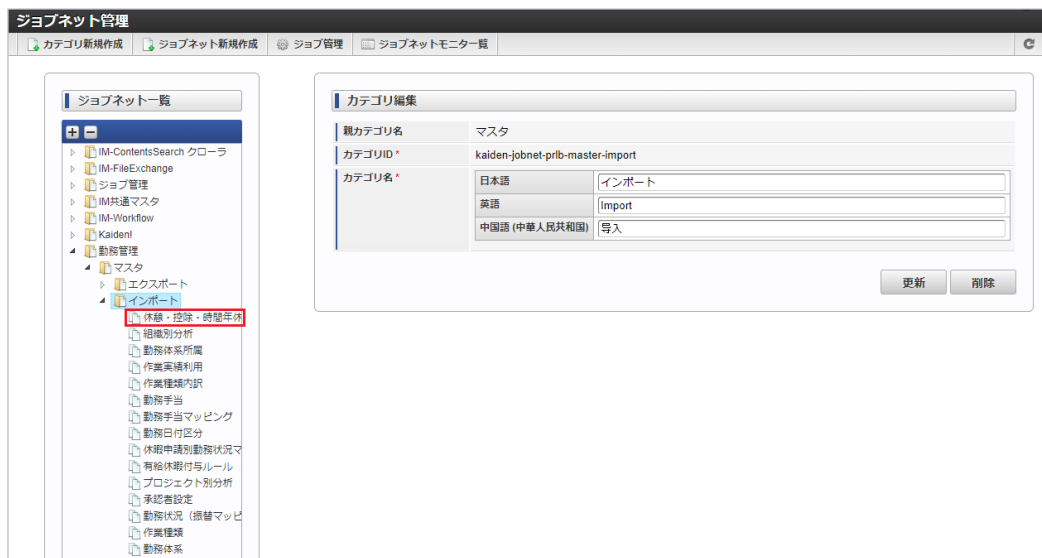 ジョブネット管理
カテゴリ新規作成 ジョブネット新規作成 ジョブ管理 ジョブネットモニタ一覧
ジョブネット一覧
IM-ContentsSearch クローラ
IM-FileExchange
ジョブ管理
IM共通マスタ
IM-Workflow
Kaiden!
勤務管理
マスタ
エクスポート
インポート
休憩・控除・時間年休
組織別分析
勤務体系所属
作業実績利用
作業種類内訳
勤務手当
勤務手当マッピング
勤務日付区分
休暇申請別勤務状況マ
有給休暇付与ルール
プロジェクト別分析
承認者設定
勤務状況（振替マッピ
作業種類
勤務体系
カテゴリ編集
親カテゴリ名 マスタ
カテゴリID * kaiden-jobnet-prlb-master-import
カテゴリ名 *
日本語 インポート
英語 Import
中国語 (中華人民共和国) 导入
更新 削除